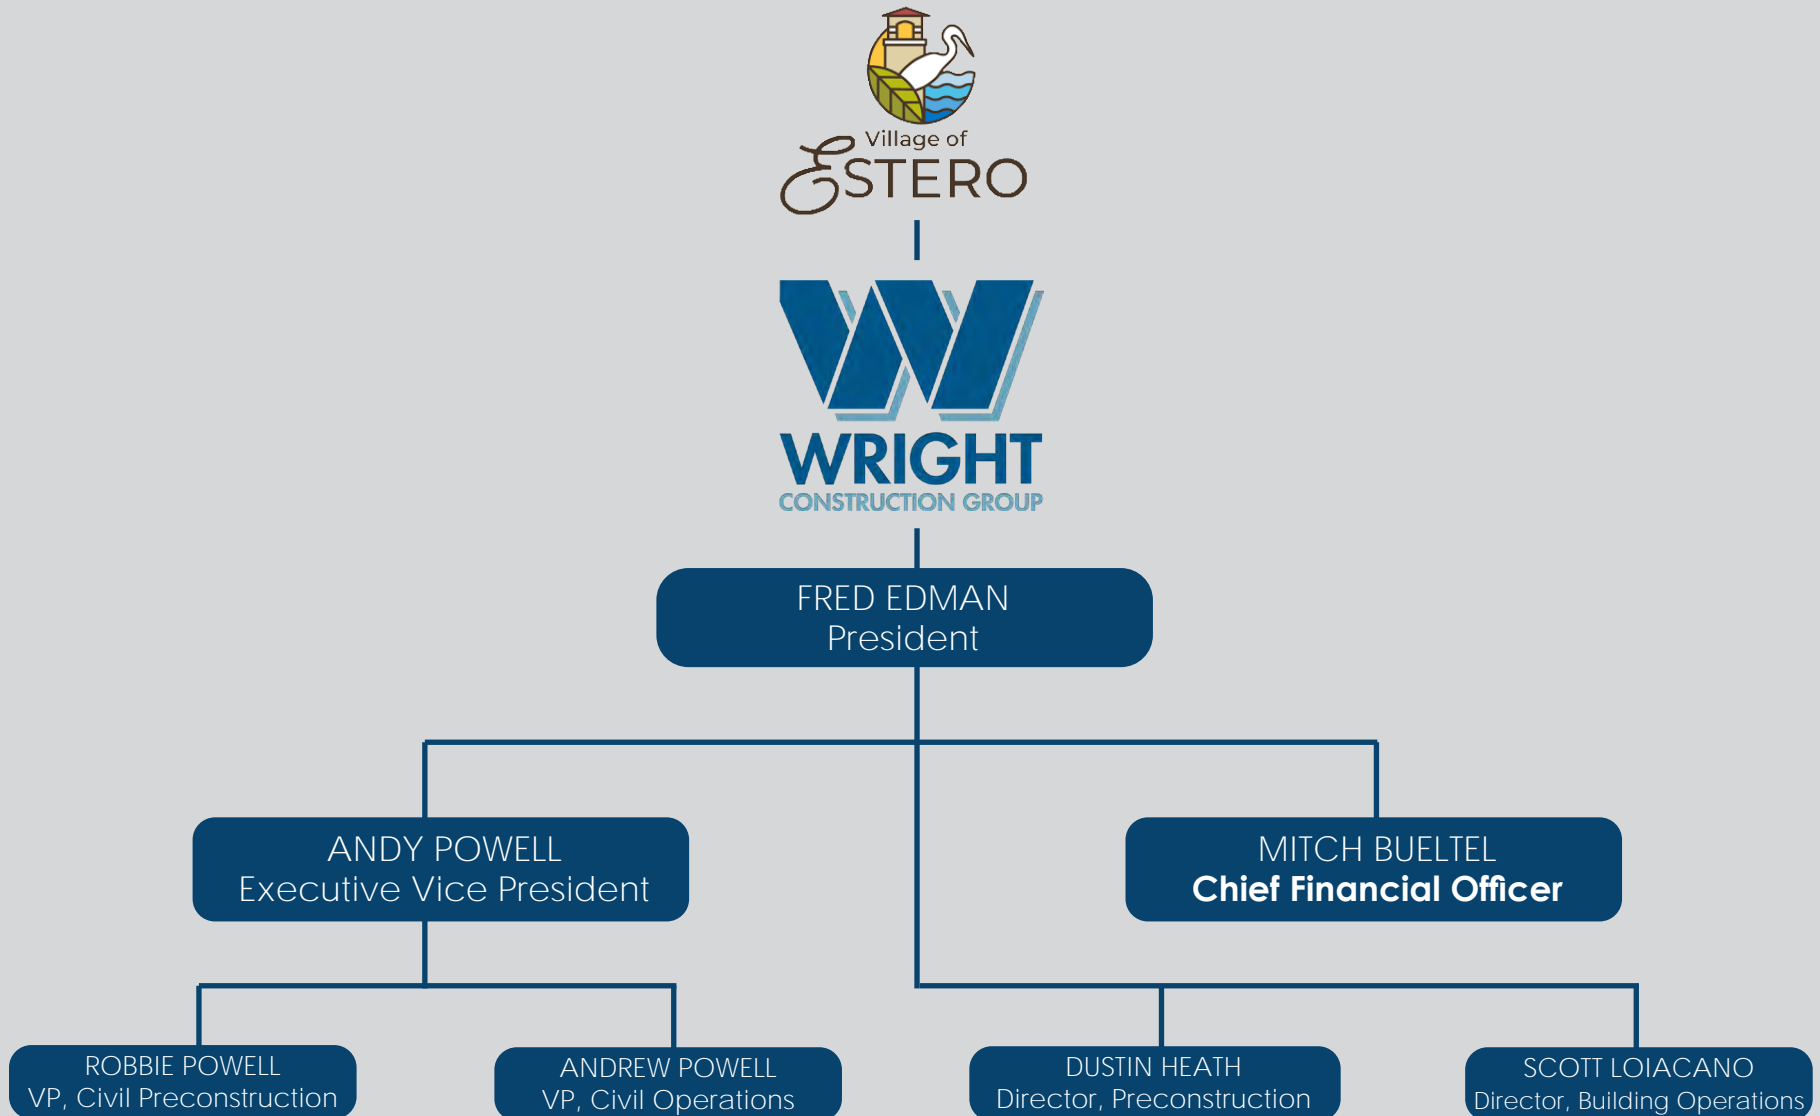 Village of
ESTERO
WRIGHT
CONSTRUCTION GROUP
FRED EDMAN
President
ANDY POWELL
Executive Vice President
MITCH BUELTEL
Chief Financial Officer
ROBBIE POWELL
VP, Civil Preconstruction
ANDREW POWELL
VP, Civil Operations
DUSTIN HEATH
Director, Preconstruction
SCOTT LOIACANO
Director, Building Operations